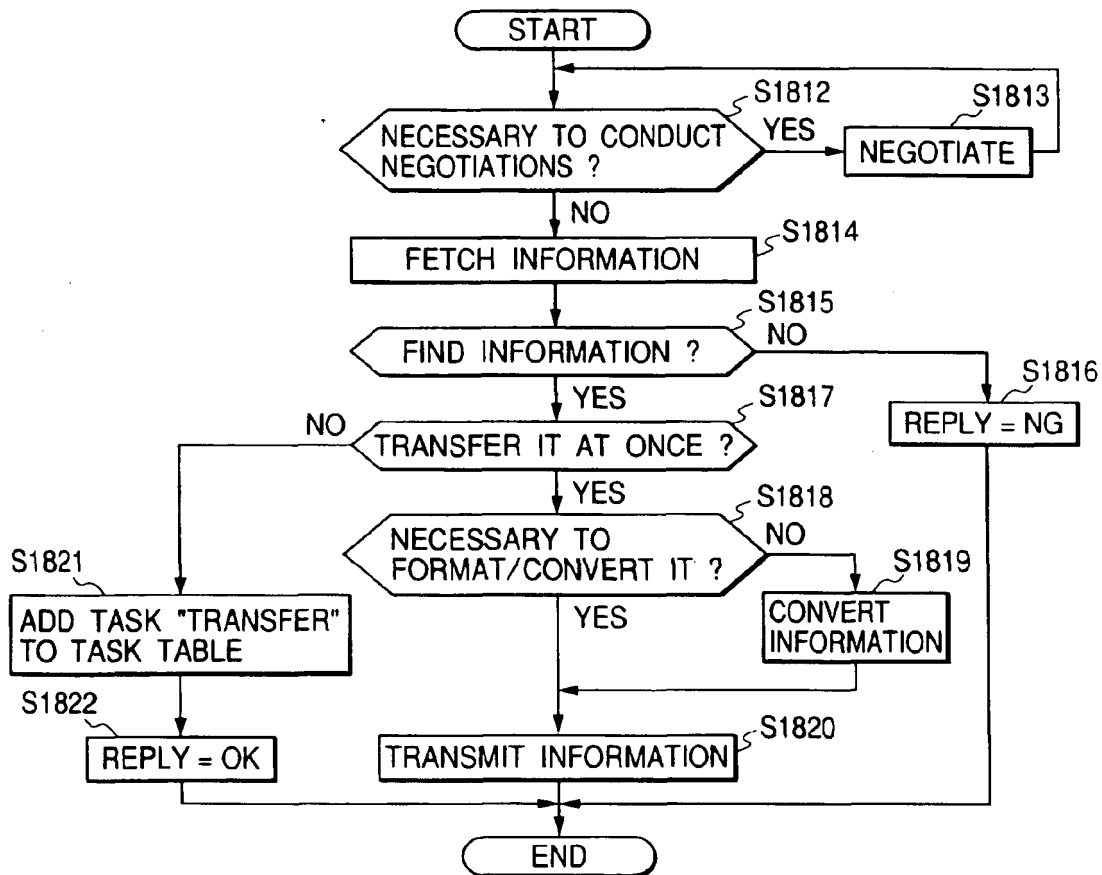 START
S1812
NECESSARY TO CONDUCT
NEGOTIATIONS ?
YES
S1813
NEGOTIATE
NO
S1814
FETCH INFORMATION
S1815
FIND INFORMATION ?
NO
YES
S1816
REPLY = NG
S1817
NO
TRANSFER IT AT ONCE ?
YES
S1818
NECESSARY TO
FORMAT/CONVERT IT ?
NO
YES
S1819
CONVERT
INFORMATION
S1821
ADD TASK "TRANSFER"
TO TASK TABLE
S1822
REPLY = OK
S1820
TRANSMIT INFORMATION
END